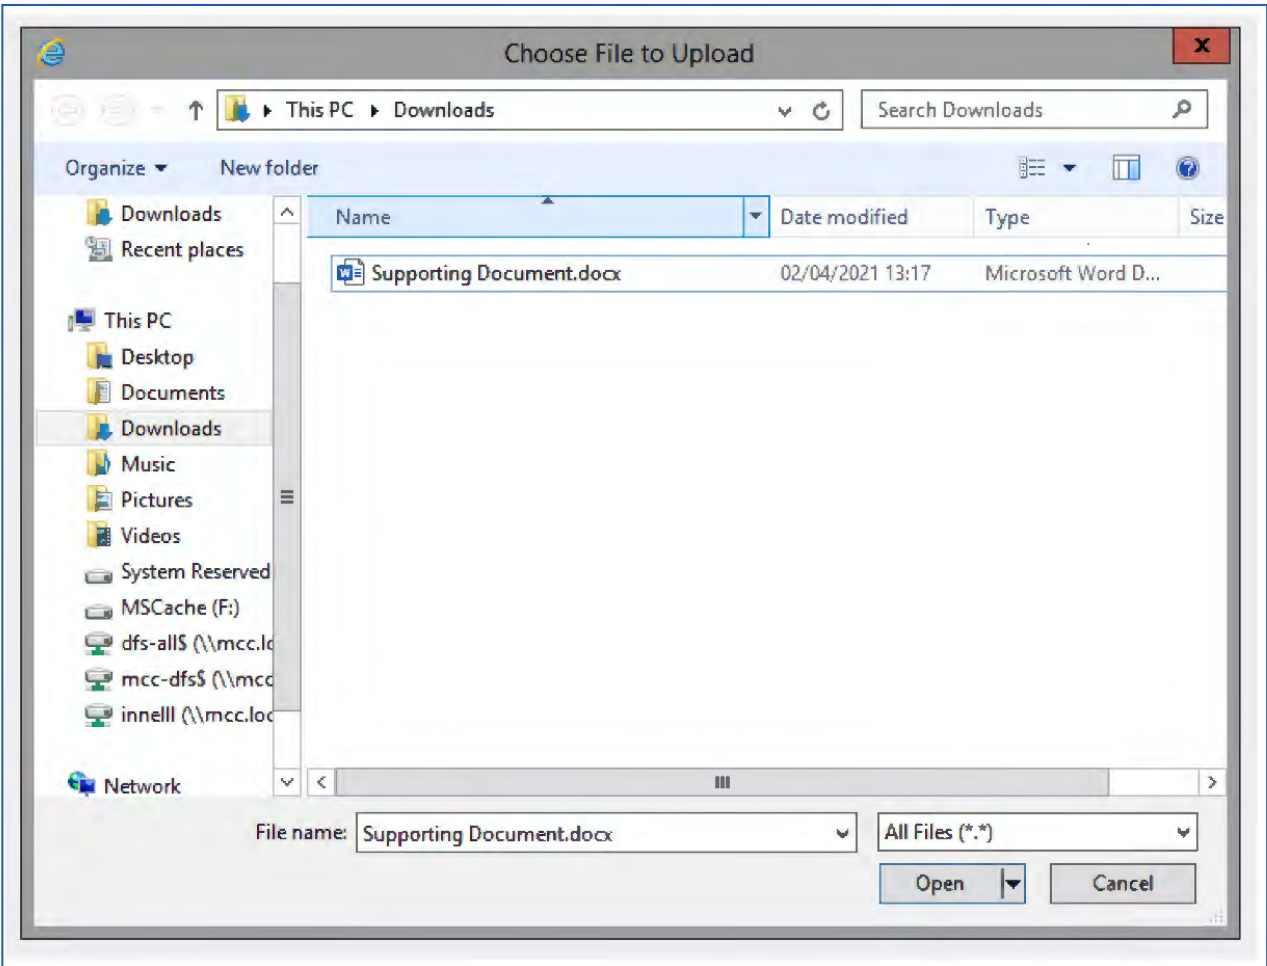 Choose File to Upload
x
This PC Downloads
Search Downloads
Organize New folder
Downloads
Recent places
This PC
Desktop
Documents
Downloads
Music
Pictures
Videos
System Reserved
MSCache (F:)
dfs-all$ (\\mcc.lo
mcc-dfs$ (\\mcc
innelll (\\mcc.loc
Network
Name Date modified Type Size
Supporting Document.docx 02/04/2021 13:17 Microsoft Word D...
File name: Supporting Document.docx All Files (*.*)
Open Cancel